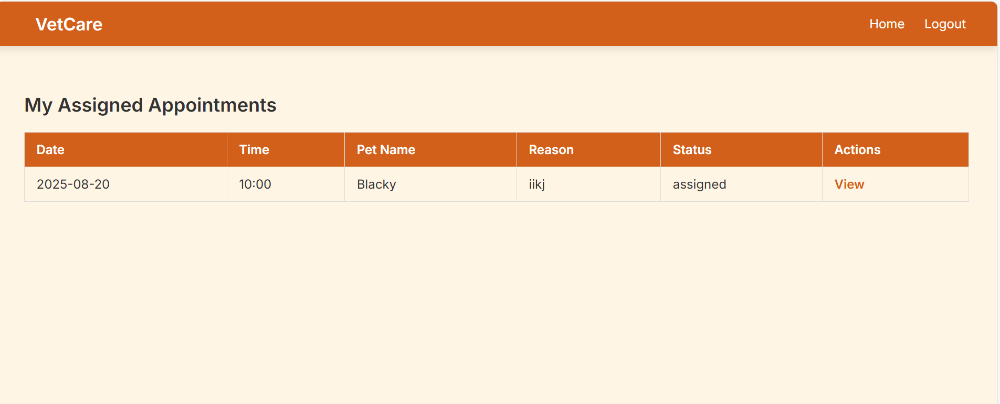 VetCare Home Logout
My Assigned Appointments
Date Time Pet Name Reason Status Actions
2025-08-20 10:00 Blacky iikj assigned View